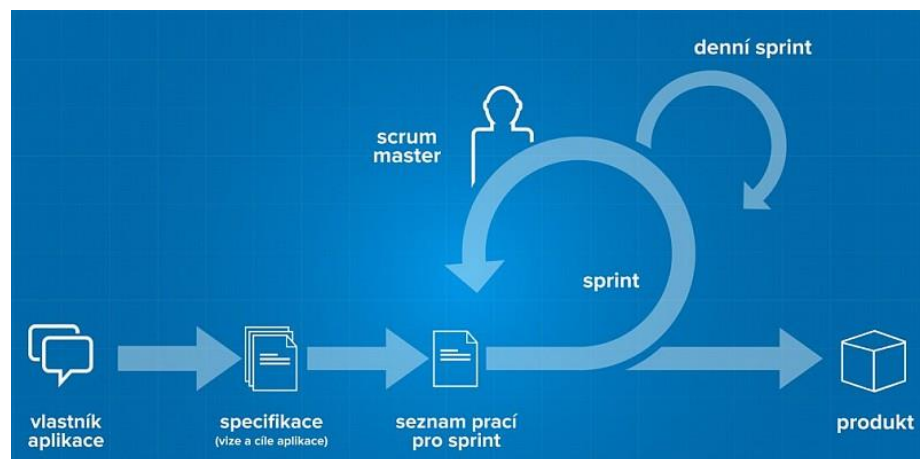 denní sprint
scrum
master
sprint
vlastník
aplikace
specifikace
(vize a cíle aplikace)
seznam prací
pro sprint
produkt